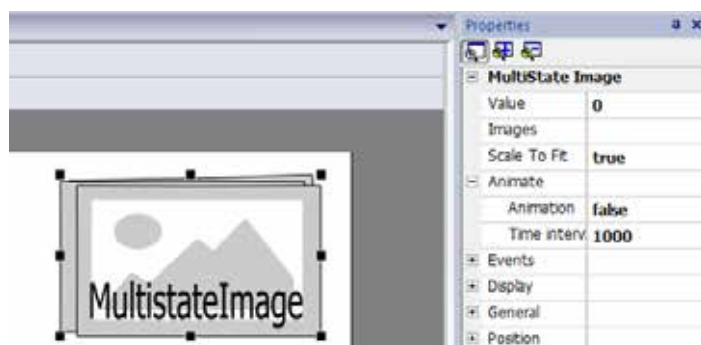 Properties
MultiState Image
Value 0
Images
Scale To Fit true
Animate
Animation false
Time interv 1000
Events
Display
General
Position
MultistateImage